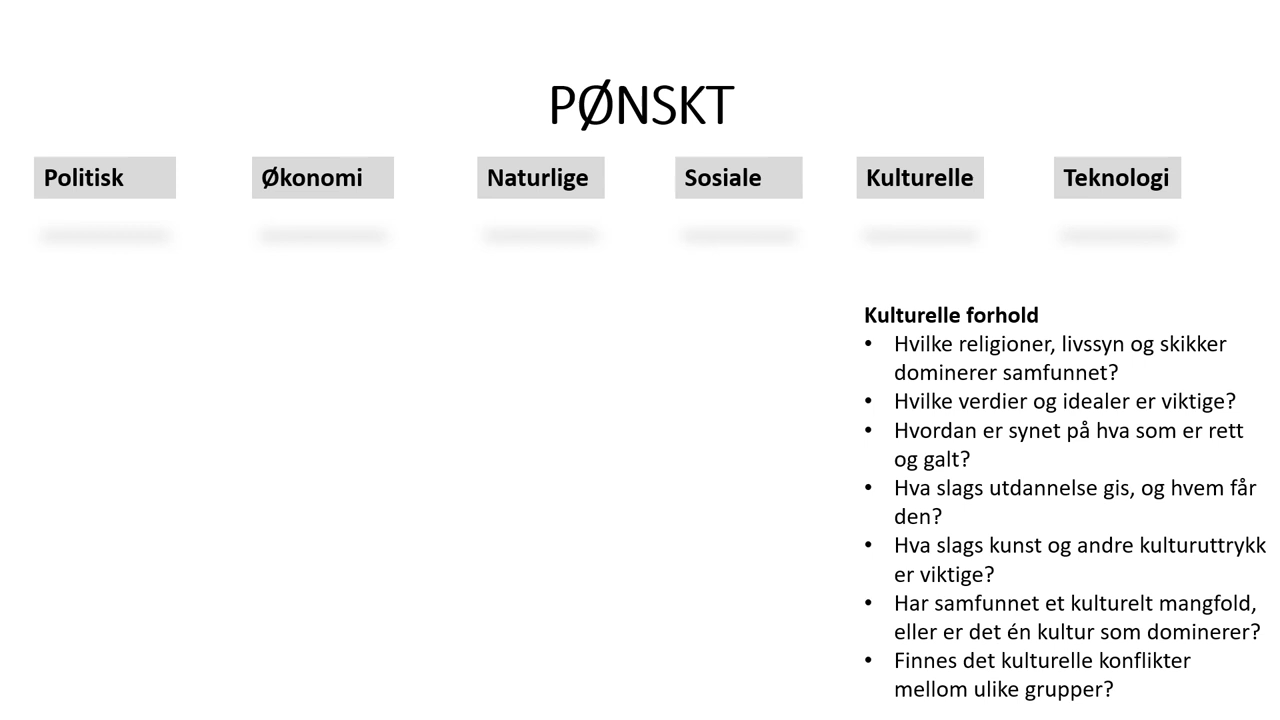 PØNSKT
Politisk
Økonomi
Naturlige
Sosiale
Kulturelle
Teknologi
Kulturelle forhold
• Hvilke religioner, livssyn og skikker
dominerer samfunnet?
• Hvilke verdier og idealer er viktige?
• Hvordan er synet på hva som er rett
og galt?
• Hva slags utdannelse gis, og hvem får
den?
• Hva slags kunst og andre kulturuttrykk
er viktige?
• Har samfunnet et kulturelt mangfold,
eller er det én kultur som dominerer?
• Finnes det kulturelle konflikter
mellom ulike grupper?